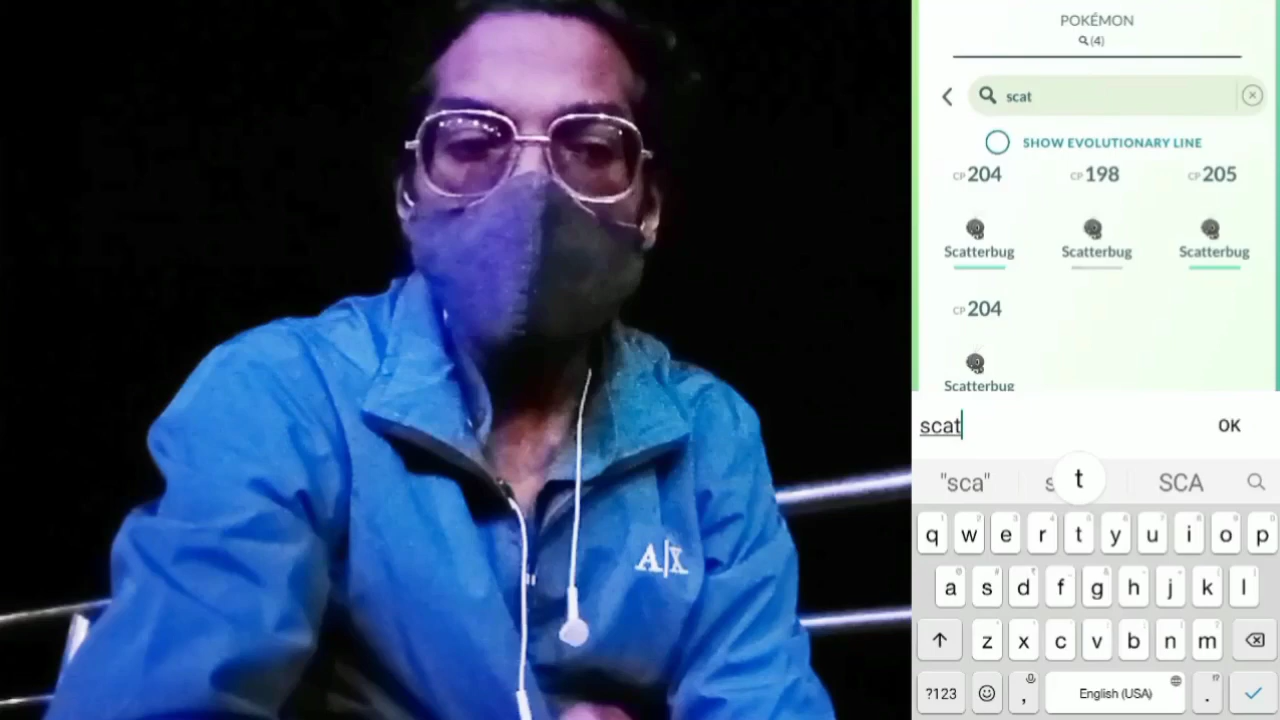 A|X
POKÉMON
(4)
scat
SHOW EVOLUTIONARY LINE
CP 204 CP 198 CP 205
Scatterbug Scatterbug Scatterbug
CP 204
Scatterbug
scat OK
"sca" t SCA
q w e r t y u i o p
a s d f g h j k l
z x c v b n m
?123 , English (USA) .